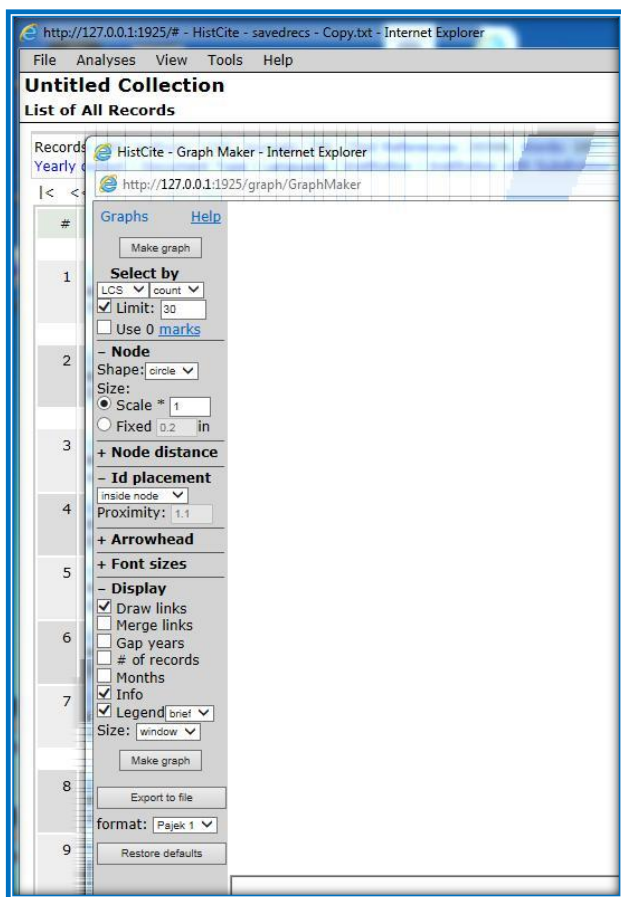 http://127.0.0.1:1925/# - HistCite - savedrecs - Copy.txt - Internet Explorer
File Analyses View Tools Help
Untitled Collection
List of All Records
Records
Yearly
|< <<
HistCite - Graph Maker - Internet Explorer
http://127.0.0.1:1925/graph/GraphMaker
#
1
2
3
4
5
6
7
8
9
Graphs Help
Make graph
Select by
LCS count
Limit: 30
Use 0 marks
– Node
Shape: circle
Size:
Scale * 1
Fixed 0.2 in
+ Node distance
– Id placement
inside node
Proximity: 1.1
+ Arrowhead
+ Font sizes
– Display
Draw links
Merge links
Gap years
# of records
Months
Info
Legend brief
Size: window
Make graph
Export to file
format: Pajek 1
Restore defaults